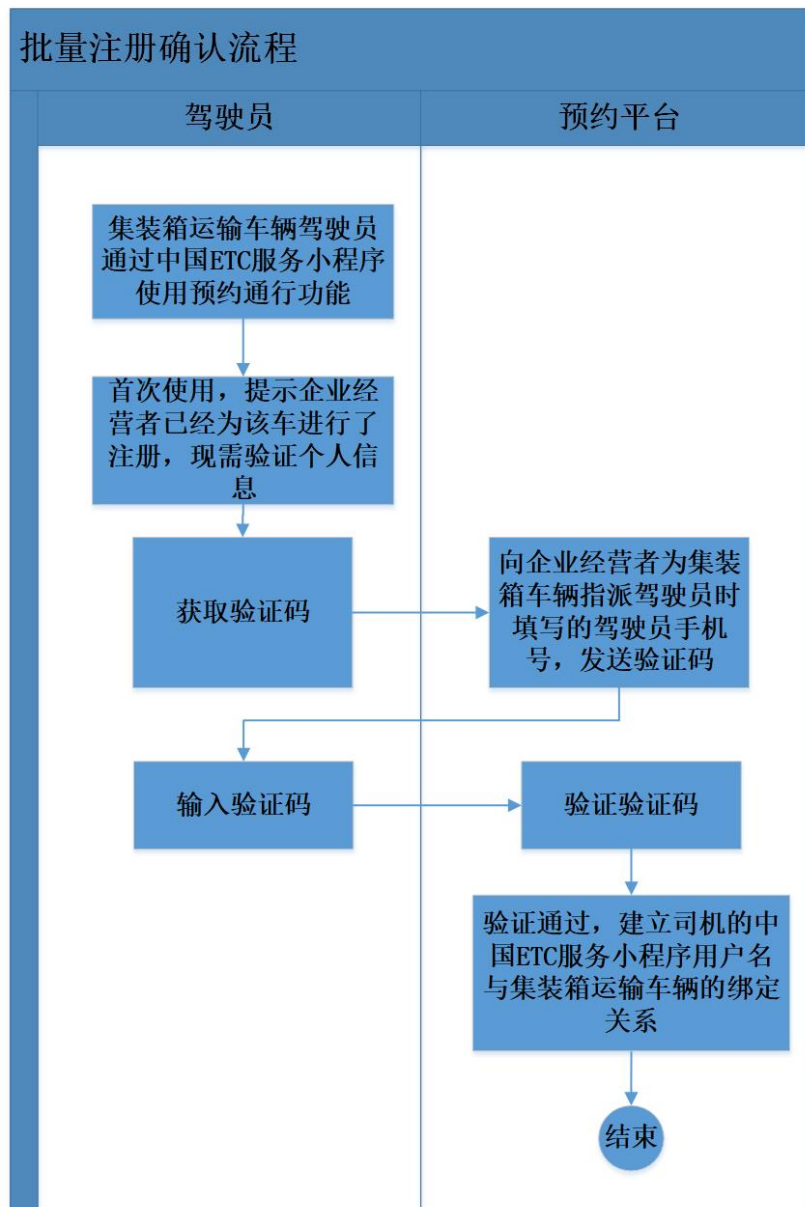 批量注册确认流程
驾驶员
预约平台
集装箱运输车辆驾驶员
通过中国ETC服务小程序
使用预约通行功能
首次使用，提示企业经
营者已经为该车进行了
注册，现需验证个人信
息
获取验证码
向企业经营者为集装
箱车辆指派驾驶员时
填写的驾驶员手机
号，发送验证码
输入验证码
验证验证码
验证通过，建立司机的中
国ETC服务小程序用户名
与集装箱运输车辆的绑定
关系
结束